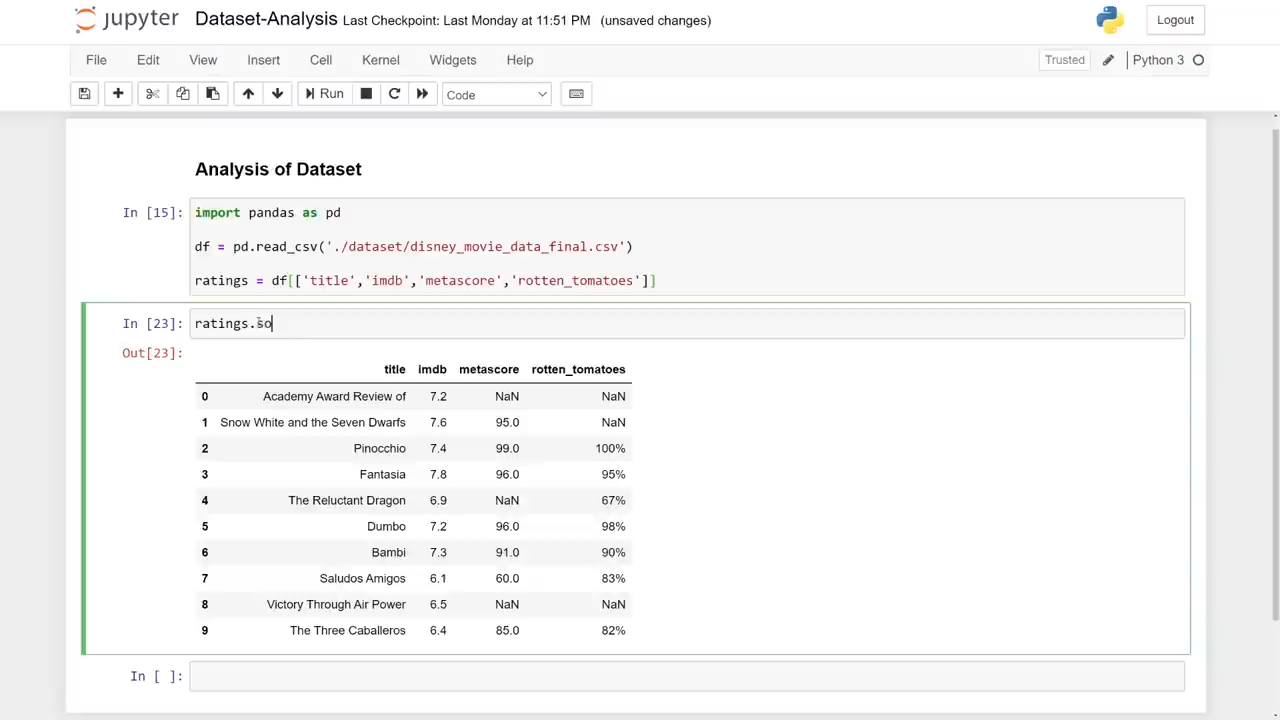 jupyter Dataset-Analysis Last Checkpoint: Last Monday at 11:51 PM (unsaved changes) Logout
File Edit View Insert Cell Kernel Widgets Help Trusted Python 3
Run Code
Analysis of Dataset
In [15]: import pandas as pd
df = pd.read_csv('./dataset/disney_movie_data_final.csv')
ratings = df[['title','imdb','metascore','rotten_tomatoes']]
In [23]: ratings.so
Out[23]:
title imdb metascore rotten_tomatoes
0 Academy Award Review of 7.2 NaN NaN
1 Snow White and the Seven Dwarfs 7.6 95.0 NaN
2 Pinocchio 7.4 99.0 100%
3 Fantasia 7.8 96.0 95%
4 The Reluctant Dragon 6.9 NaN 67%
5 Dumbo 7.2 96.0 98%
6 Bambi 7.3 91.0 90%
7 Saludos Amigos 6.1 60.0 83%
8 Victory Through Air Power 6.5 NaN NaN
9 The Three Caballeros 6.4 85.0 82%
In [ ]: